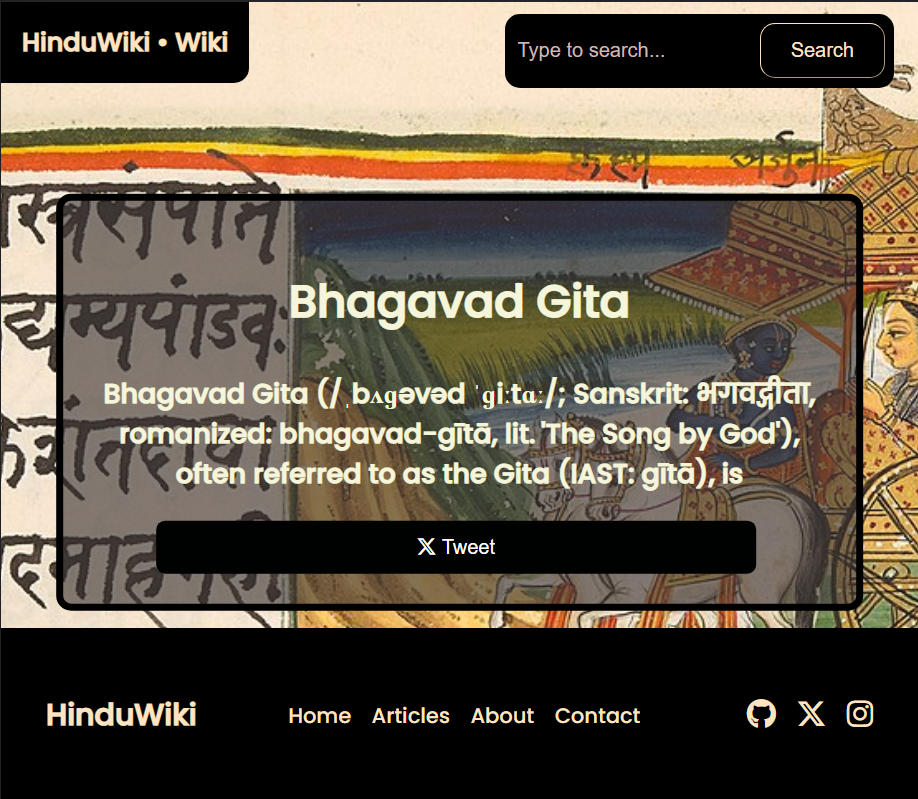 HinduWiki • Wiki
Type to search...
Search
अर्जुन
Bhagavad Gita
Bhagavad Gita (/ˌbʌɡəvəd ˈɡiːtɑː/; Sanskrit: भगवद्गीता,
romanized: bhagavad-gītā, lit. 'The Song by God'),
often referred to as the Gita (IAST: gītā), is
Tweet
HinduWiki
Home Articles About Contact